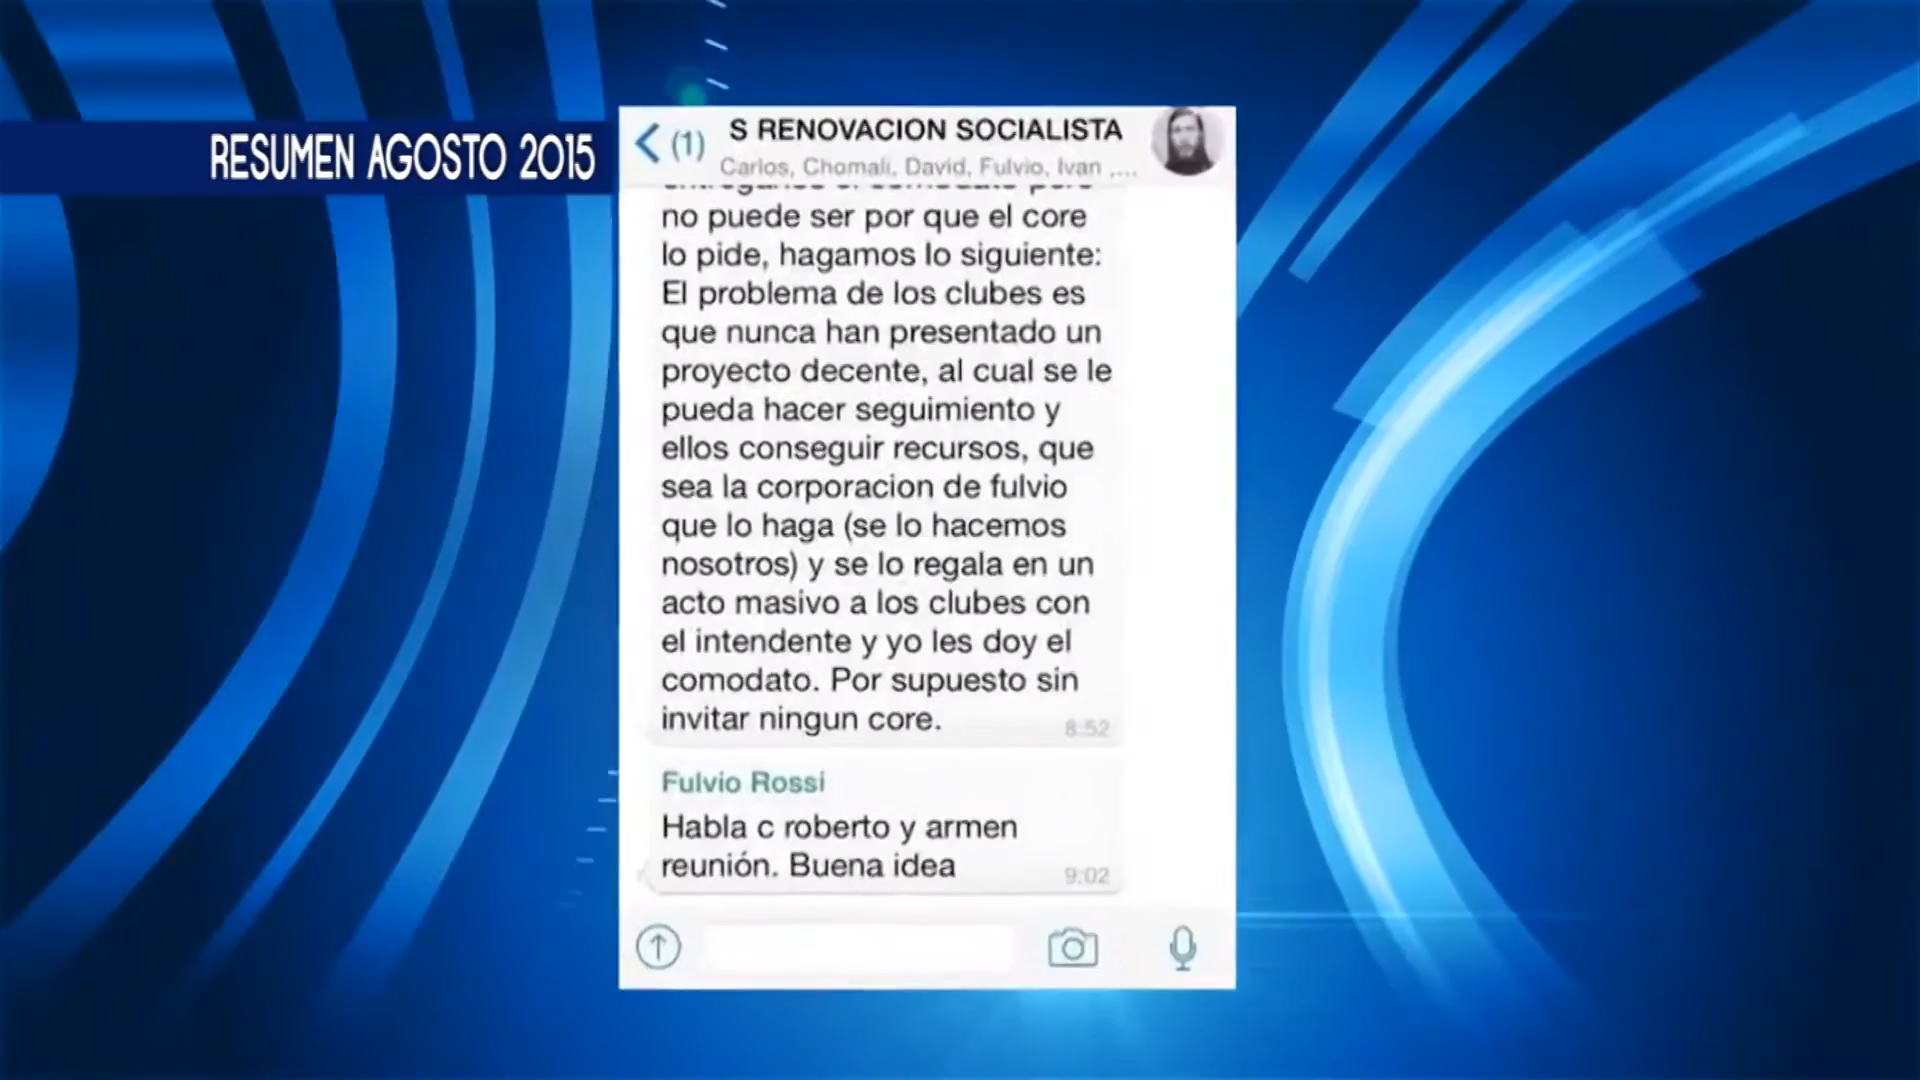 RESUMEN AGOSTO 2015
(1)
S RENOVACION SOCIALISTA
Carlos, Chomali, David, Fulvio, Ivan ,...
no puede ser por que el core
lo pide, hagamos lo siguiente:
El problema de los clubes es
que nunca han presentado un
proyecto decente, al cual se le
pueda hacer seguimiento y
ellos conseguir recursos, que
sea la corporacion de fulvio
que lo haga (se lo hacemos
nosotros) y se lo regala en un
acto masivo a los clubes con
el intendente y yo les doy el
comodato. Por supuesto sin
invitar ningun core.
8:52
Fulvio Rossi
Habla c roberto y armen
reunión. Buena idea
9:02